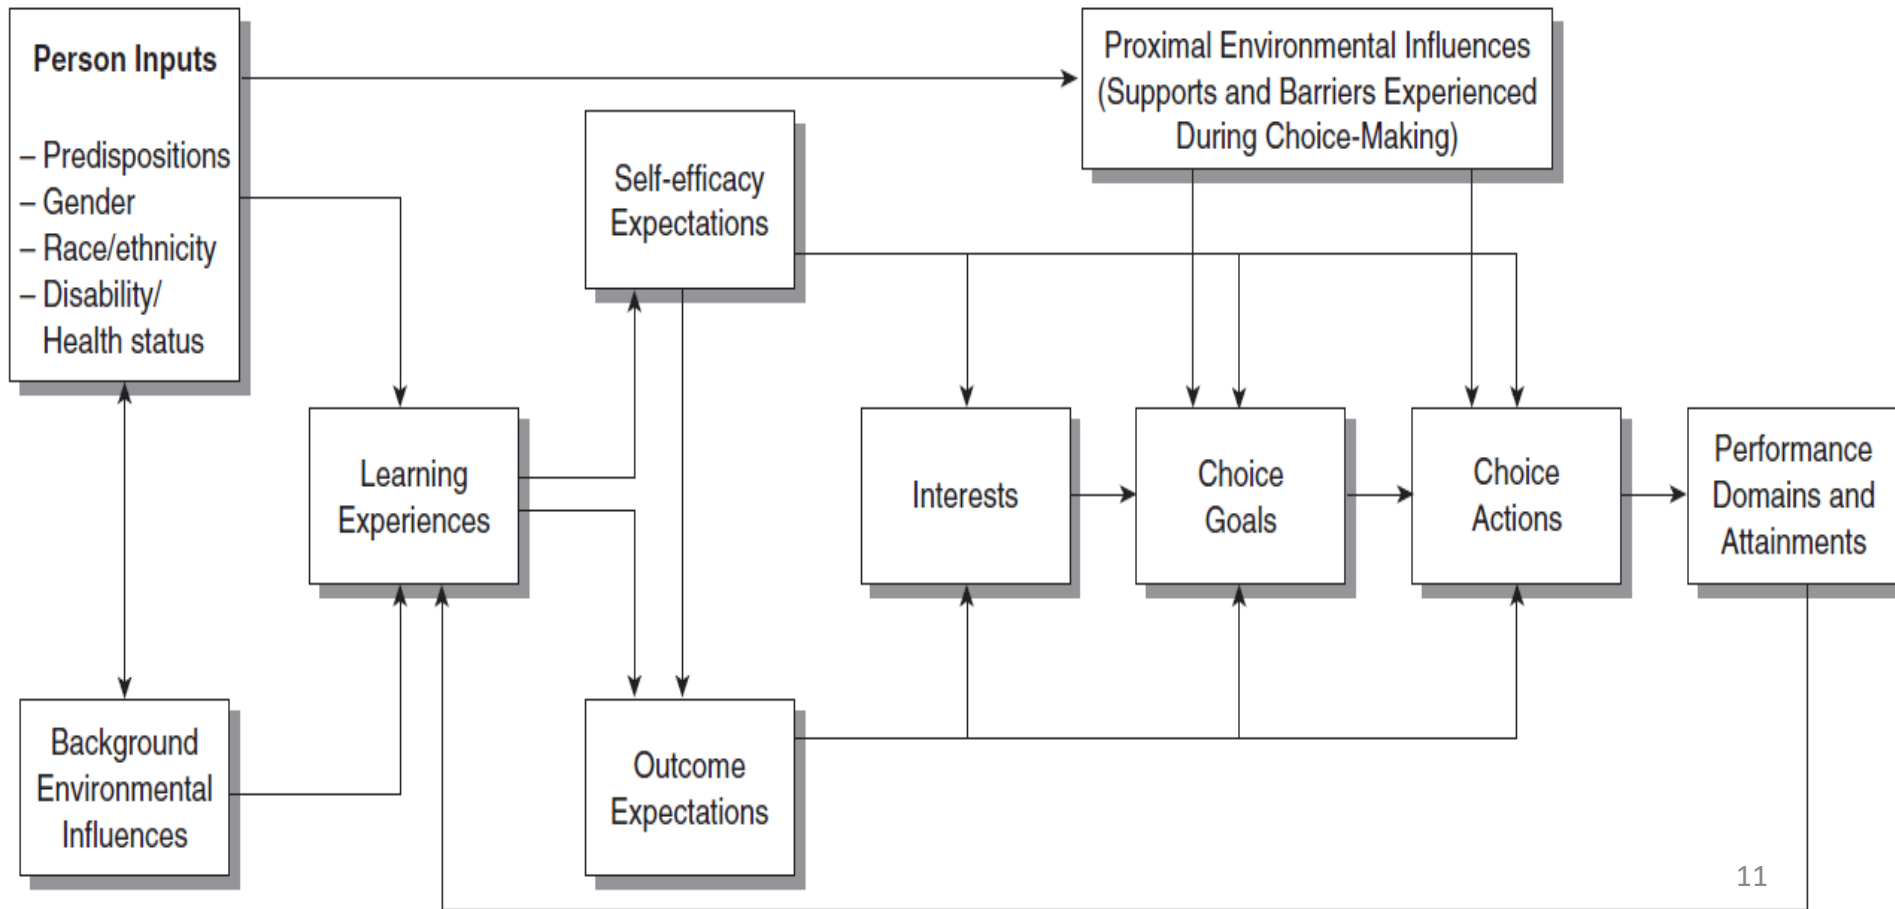 Person Inputs
– Predispositions
– Gender
– Race/ethnicity
– Disability/
Health status
Proximal Environmental Influences
(Supports and Barriers Experienced
During Choice-Making)
Self-efficacy
Expectations
Learning
Experiences
Interests
Choice
Goals
Choice
Actions
Performance
Domains and
Attainments
Background
Environmental
Influences
Outcome
Expectations
11